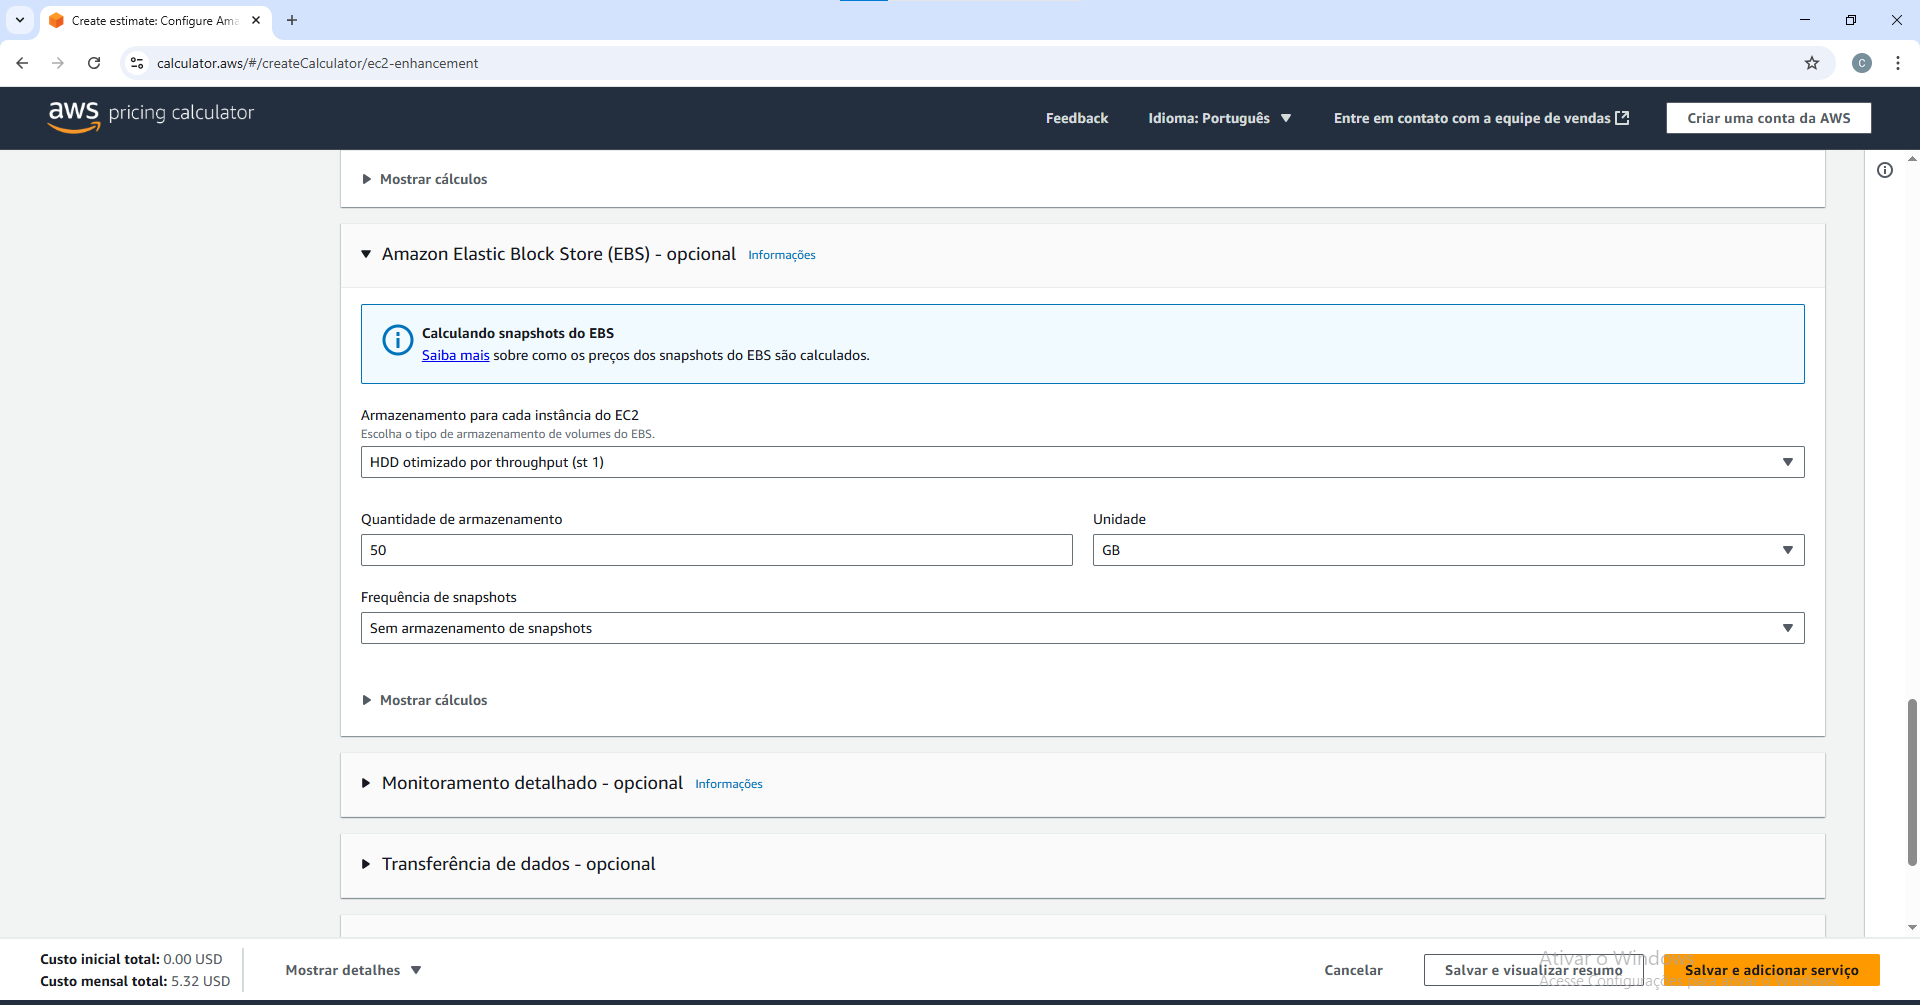 Create estimate: Configure Ama
calculator.aws/#/createCalculator/ec2-enhancement
C
aws pricing calculator
Feedback
Idioma: Português
Entre em contato com a equipe de vendas
Criar uma conta da AWS
Mostrar cálculos
Amazon Elastic Block Store (EBS) - opcional Informações
Calculando snapshots do EBS
Saiba mais sobre como os preços dos snapshots do EBS são calculados.
Armazenamento para cada instância do EC2
Escolha o tipo de armazenamento de volumes do EBS.
HDD otimizado por throughput (st 1)
Quantidade de armazenamento
Unidade
50
GB
Frequência de snapshots
Sem armazenamento de snapshots
Mostrar cálculos
Monitoramento detalhado - opcional Informações
Transferência de dados - opcional
Custo inicial total: 0.00 USD
Custo mensal total: 5.32 USD
Mostrar detalhes
Cancelar
Salvar e visualizar resumo
Salvar e adicionar serviço
Ativar o Windows